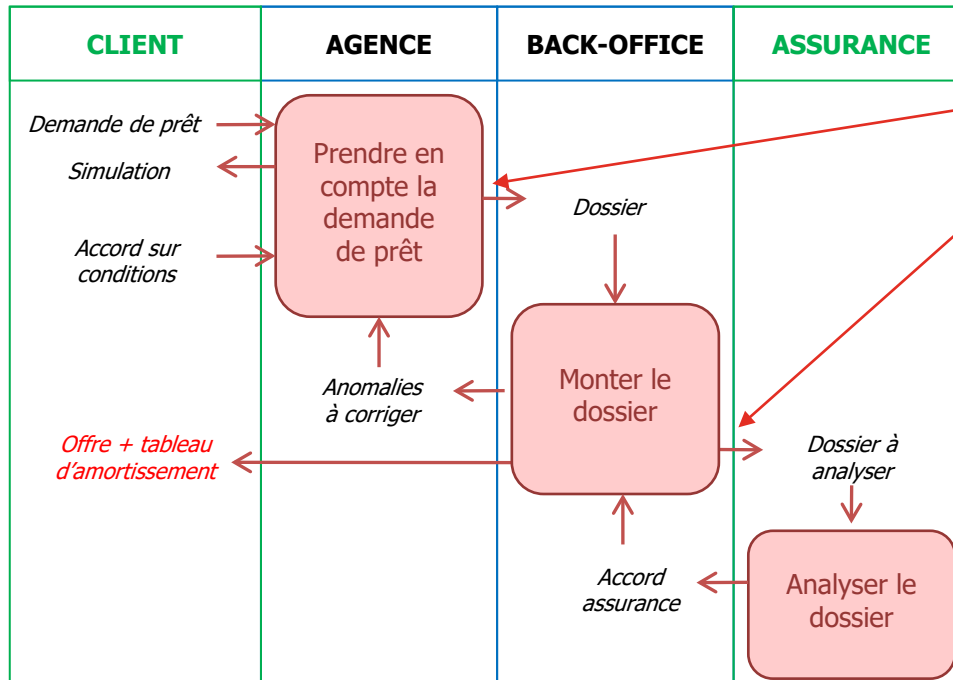 CLIENT
AGENCE
BACK-OFFICE
ASSURANCE
Demande de prêt
Simulation
Accord sur
conditions
Prendre en
compte la
demande
de prêt
Dossier
Anomalies
à corriger
Monter le
dossier
Offre + tableau
d’amortissement
Dossier à
analyser
Accord
assurance
Analyser le
dossier